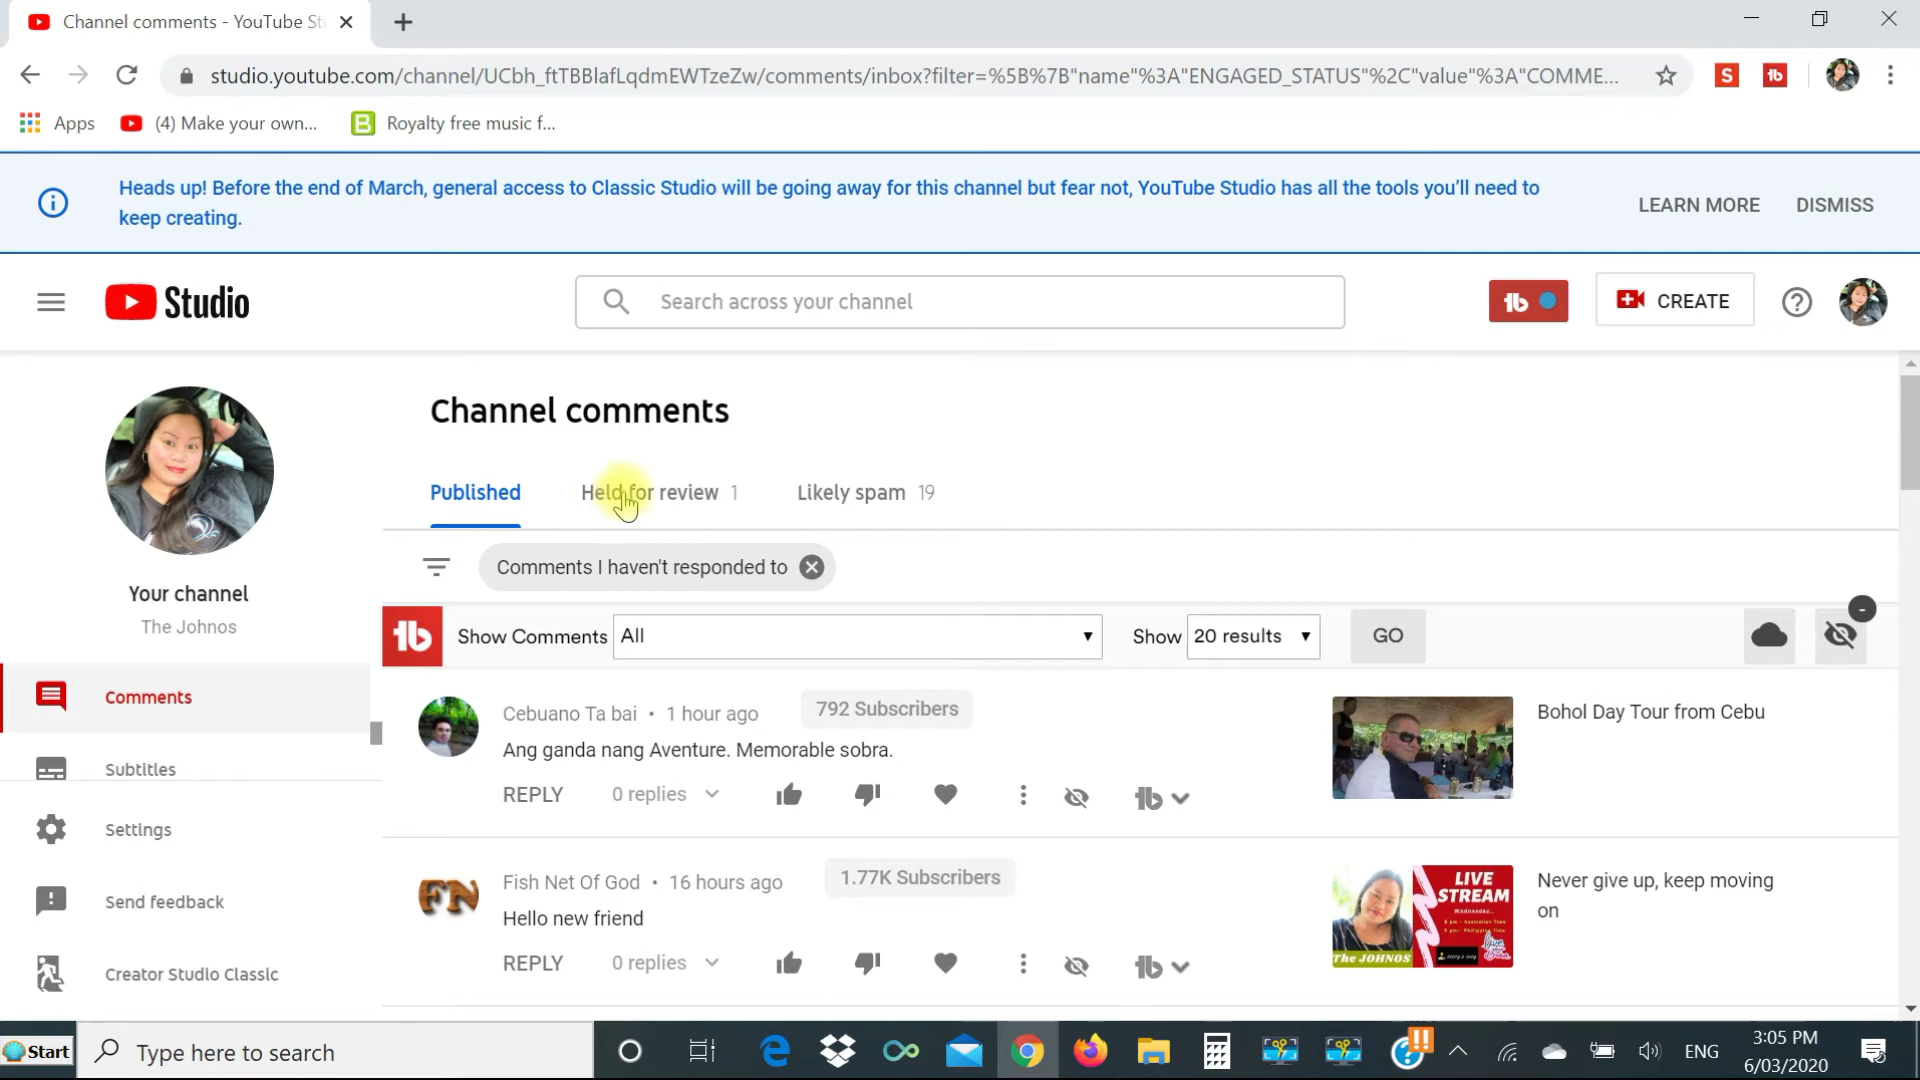 Channel comments - YouTube St
studio.youtube.com/channel/UCbh_ftTBBlafLqdmEWTzeZw/comments/inbox?filter=%5B%7B"name"%3A"ENGAGED_STATUS"%2C"value"%3A"COMME...
S
tb
Apps
(4) Make your own...
B
Royalty free music f...
Heads up! Before the end of March, general access to Classic Studio will be going away for this channel but fear not, YouTube Studio has all the tools you'll need to
keep creating.
LEARN MORE
DISMISS
Studio
Search across your channel
tb
CREATE
Channel comments
Published
Held for review 1
Likely spam 19
Comments I haven't responded to
Your channel
The Johnos
tb
Show Comments
All
Show
20 results
GO
-
Comments
Subtitles
Settings
Send feedback
Creator Studio Classic
Cebuano Ta bai • 1 hour ago
792 Subscribers
Ang ganda nang Aventure. Memorable sobra.
REPLY
0 replies
tb
Bohol Day Tour from Cebu
Fish Net Of God • 16 hours ago
1.77K Subscribers
FN
Hello new friend
REPLY
0 replies
tb
LIVE
STREAM
Wednesday...
The JOHNOS
Never give up, keep moving
on
Start
Type here to search
ENG
3:05 PM
6/03/2020